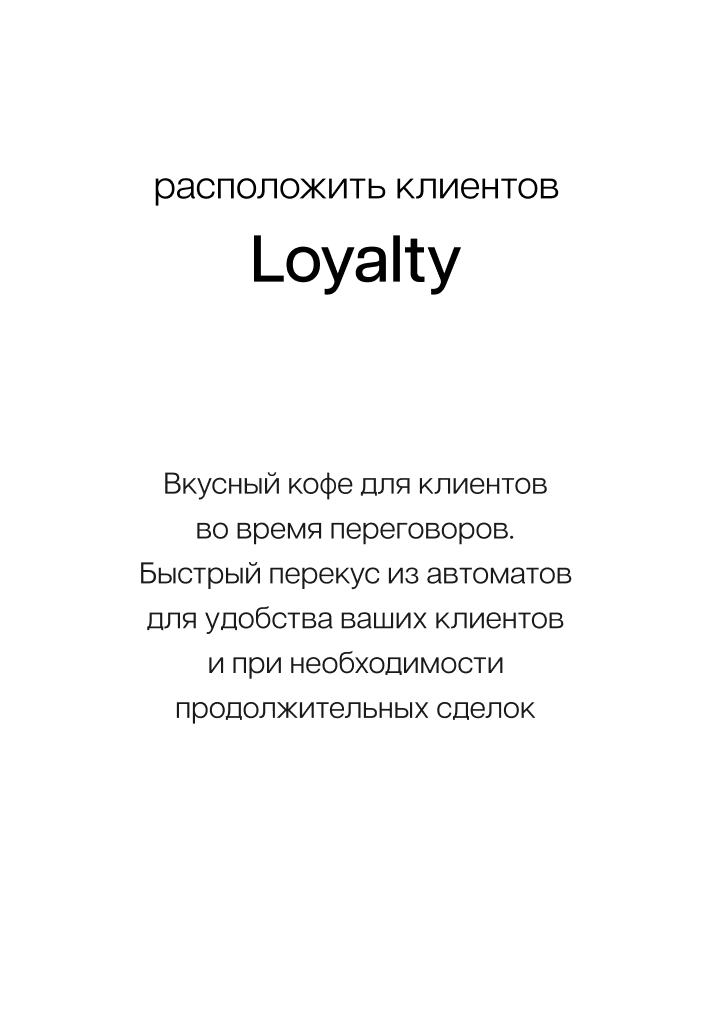 расположить клиентов
Loyalty
Вкусный кофе для клиентов
во время переговоров.
Быстрый перекус из автоматов
для удобства ваших клиентов
и при необходимости
продолжительных сделок